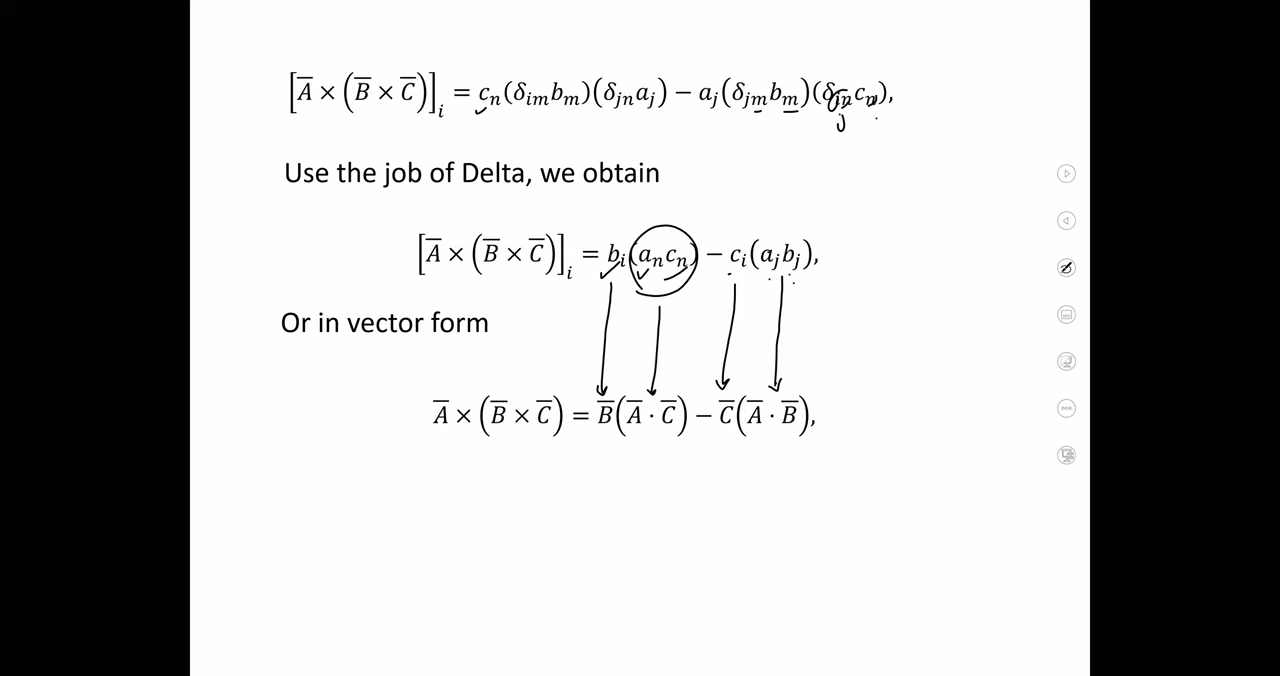 [A̅ × (B̅ × C̅)]ᵢ = cₙ(δᵢₘbₘ)(δⱼₙaⱼ) − aⱼ(δⱼₘbₘ)(δᵢₙcₙ),
j
Use the job of Delta, we obtain
[A̅ × (B̅ × C̅)]ᵢ = bᵢ(aₙcₙ) − cᵢ(aⱼbⱼ),
Or in vector form
A̅ × (B̅ × C̅) = B̅(A̅ · C̅) − C̅(A̅ · B̅),